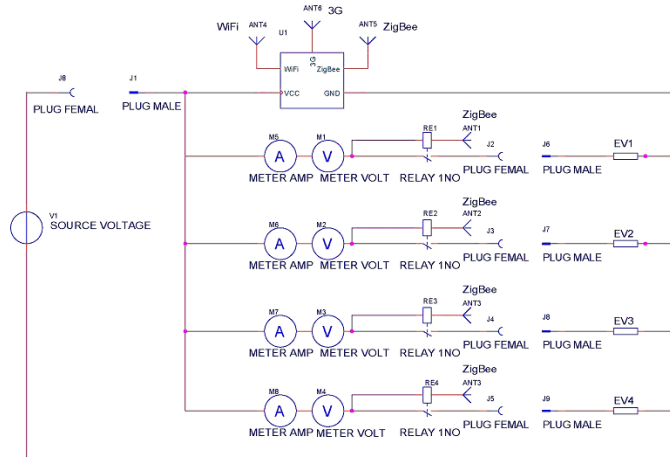 ANT6 3G
WiFi ANT4 U1 ANT5 ZigBee
3G
WiFi ZigBee
VCC GND
J8 J1
PLUG FEMAL PLUG MALE
ZigBee
M5 M1 RE1 ANT1 J2 J6 EV1
A V
METER AMP METER VOLT RELAY 1NO PLUG FEMAL PLUG MALE
V1
SOURCE VOLTAGE
ZigBee
M6 M2 RE2 ANT2 J3 J7 EV2
A V
METER AMP METER VOLT RELAY 1NO PLUG FEMAL PLUG MALE
ZigBee
M7 M3 RE3 ANT3 J4 J8 EV3
A V
METER AMP METER VOLT RELAY 1NO PLUG FEMAL PLUG MALE
ZigBee
M8 M4 RE4 ANT3 J5 J9 EV4
A V
METER AMP METER VOLT RELAY 1NO PLUG FEMAL PLUG MALE